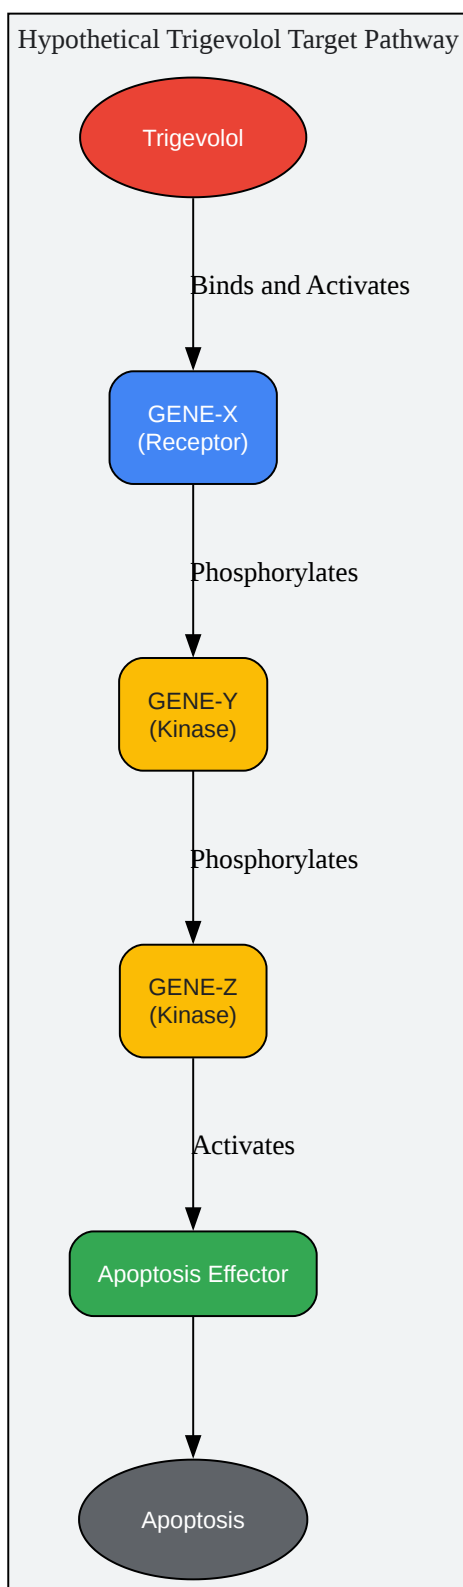 Hypothetical Trigevolol Target Pathway
Trigevolol
Binds and Activates
GENE-X
(Receptor)
Phosphorylates
GENE-Y
(Kinase)
Phosphorylates
GENE-Z
(Kinase)
Activates
Apoptosis Effector
Apoptosis